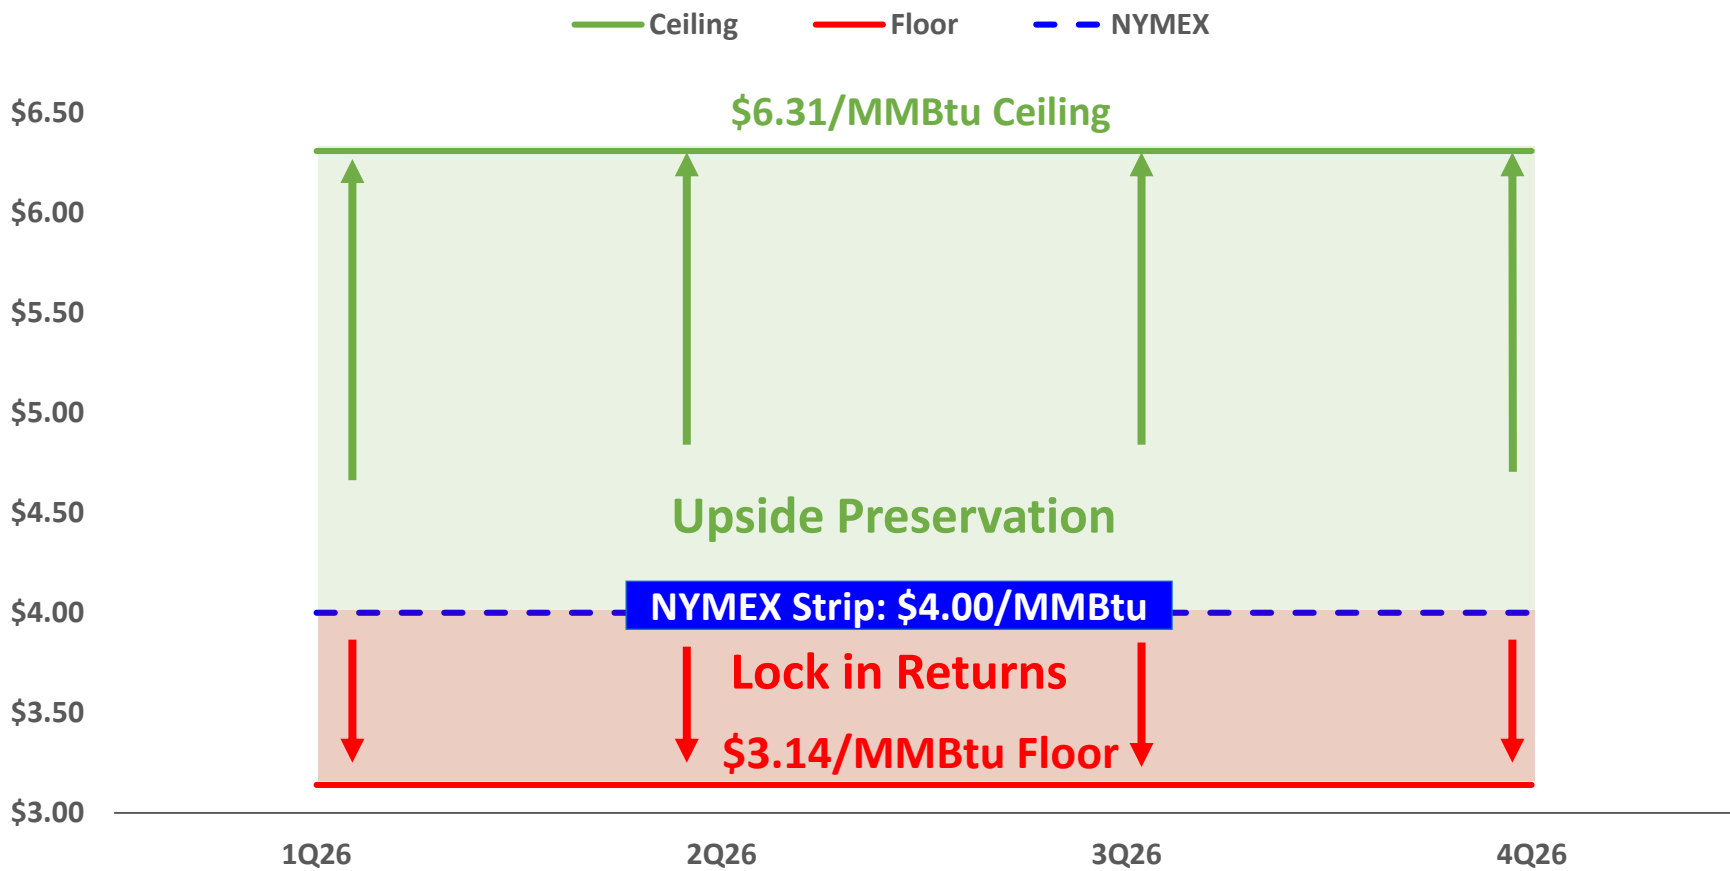 Ceiling Floor NYMEX
$6.50
$6.31/MMBtu Ceiling
$6.00
$5.50
$5.00
$4.50
Upside Preservation
$4.00
NYMEX Strip: $4.00/MMBtu
Lock in Returns
$3.50
$3.14/MMBtu Floor
$3.00
1Q26 2Q26 3Q26 4Q26